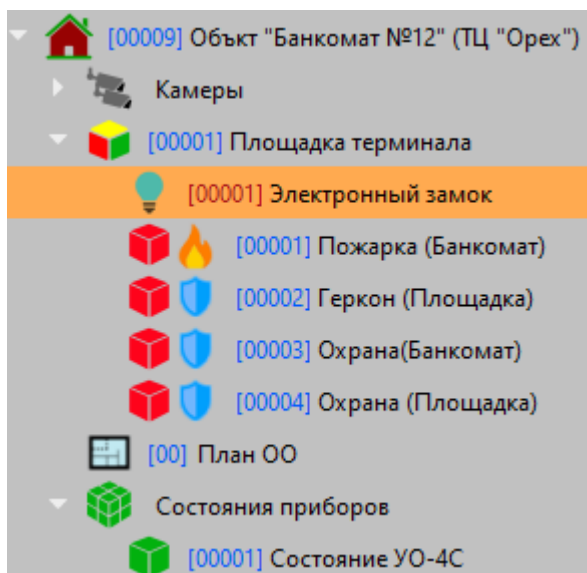 [00009] Объкт "Банкомат №12" (ТЦ "Орех")
Камеры
[00001] Площадка терминала
[00001] Электронный замок
[00001] Пожарка (Банкомат)
[00002] Геркон (Площадка)
[00003] Охрана(Банкомат)
[00004] Охрана (Площадка)
[00] План ОО
Состояния приборов
[00001] Состояние УО-4С